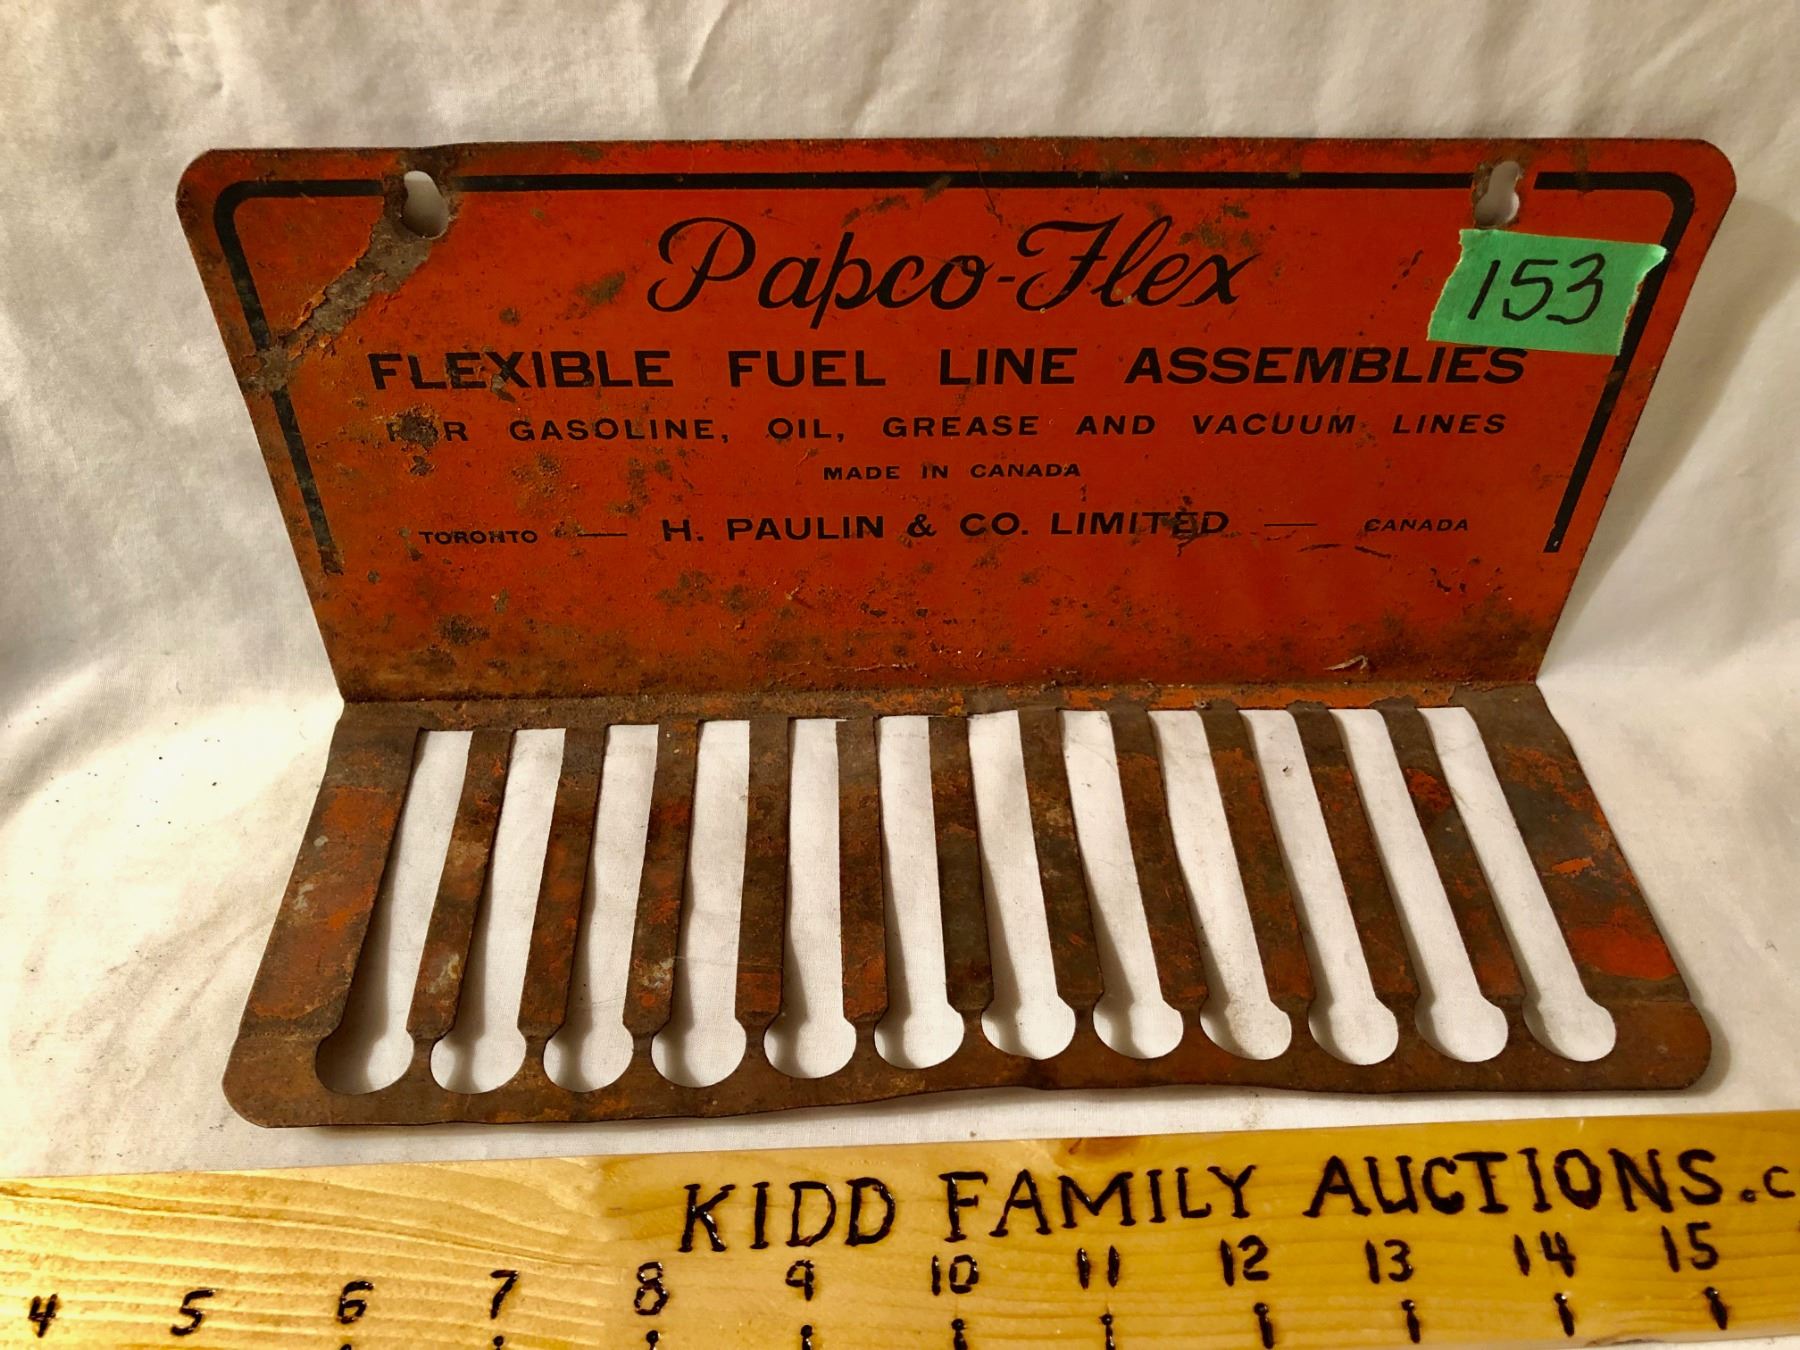 Papco-Flex
153
FLEXIBLE FUEL LINE ASSEMBLIES
FOR GASOLINE, OIL, GREASE AND VACUUM LINES
MADE IN CANADA
TORONTO — H. PAULIN & CO. LIMITED — CANADA
KIDD FAMILY AUCTIONS.c
4 5 6 7 8 9 10 11 12 13 14 15